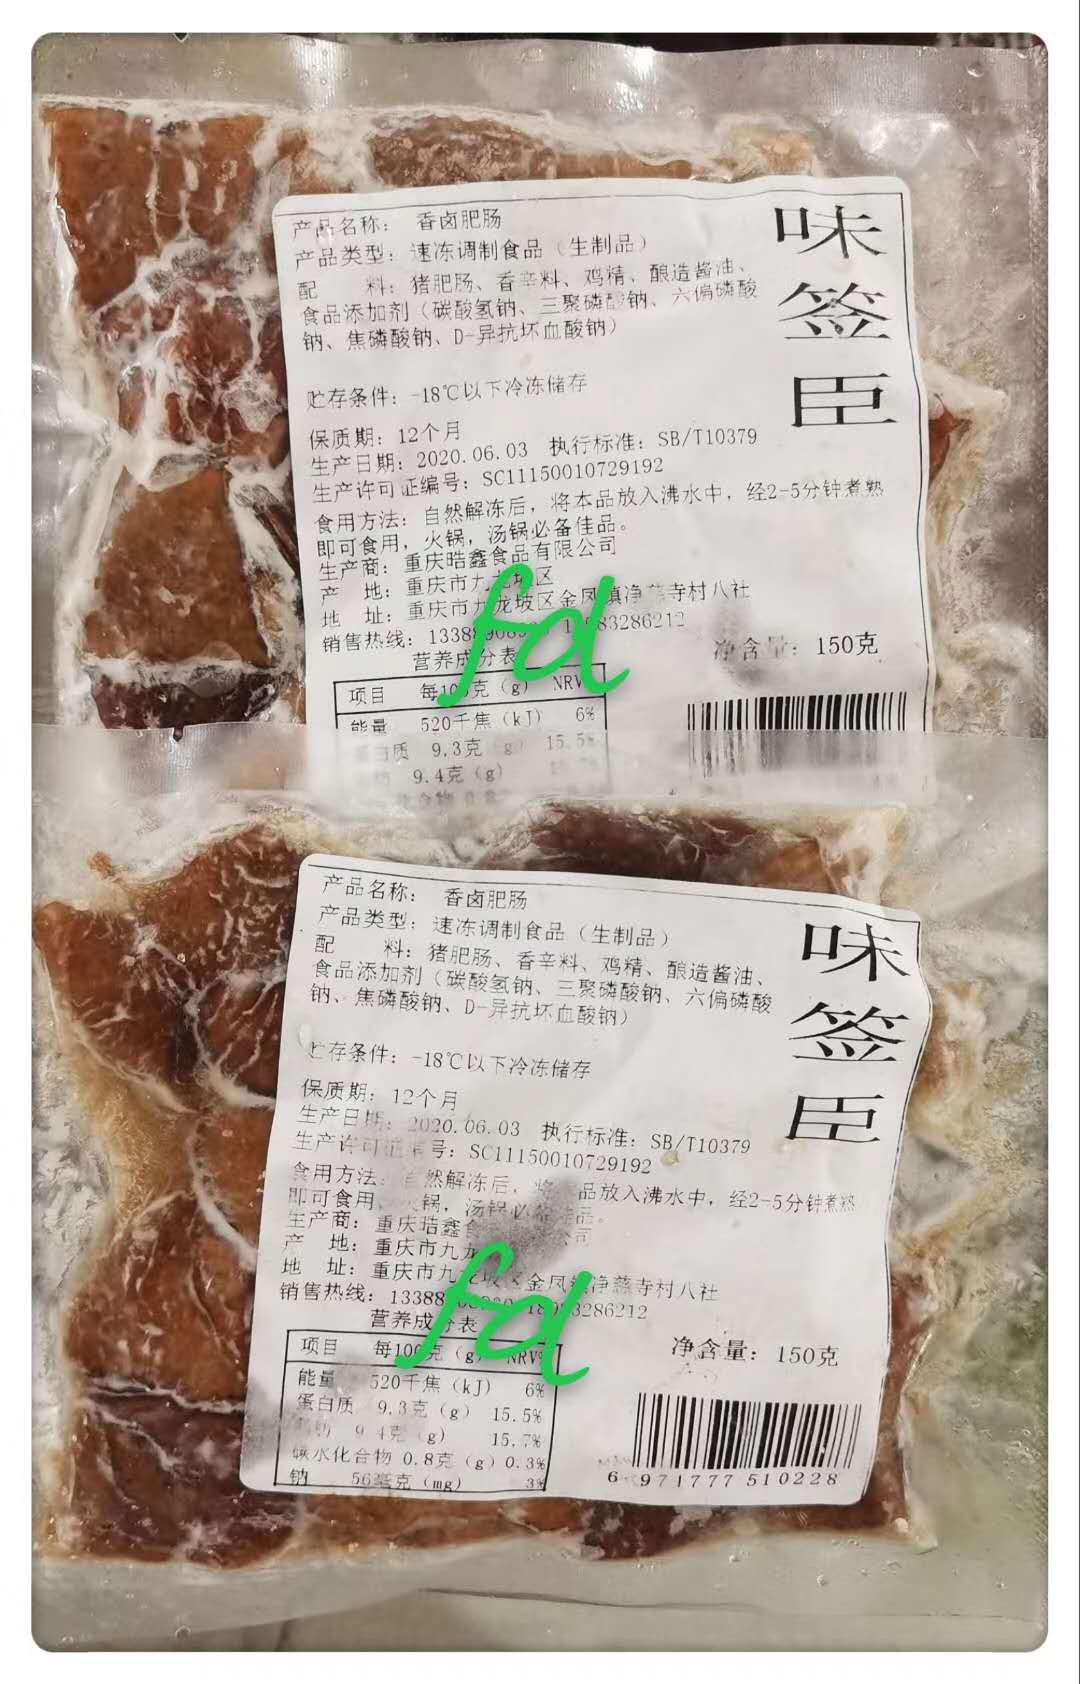 产品名称： 香卤肥肠
产品类型：速冻调制食品（生制品）
配 料：猪肥肠、香辛料、鸡精、酿造酱油、
食品添加剂（碳酸氢钠、三聚磷酸钠、六偏磷酸
钠、焦磷酸钠、D-异抗坏血酸钠）
味签臣
贮存条件：-18℃以下冷冻储存
保质期：12个月
生产日期：2020.06.03 执行标准：SB/T10379
生产许可证编号：SC11150010729192
食用方法：自然解冻后，将本品放入沸水中，经2-5分钟煮熟
即可食用，火锅，汤锅必备佳品。
生产商：重庆晧鑫食品有限公司
产 地：重庆市九龙坡区
地 址：重庆市九龙坡区金凤镇净慈寺村八社
销售热线：
营养成分表
净含量：150克
项目 每100克（g） NRV%
能量 520千焦（kJ） 6%
蛋白质 9.3克（g） 15.5%
9.4克（g）
fd
产品名称： 香卤肥肠
产品类型：速冻调制食品（生制品）
配 料：猪肥肠、香辛料、鸡精、酿造酱油、
食品添加剂（碳酸氢钠、三聚磷酸钠、六偏磷酸
钠、焦磷酸钠、D-异抗坏血酸钠）
味签臣
贮存条件：-18℃以下冷冻储存
保质期：12个月
生产日期：2020.06.03 执行标准：SB/T10379
生产许可证编号：SC11150010729192
食用方法：自然解冻后，将 品放入沸水中，经2-5分钟煮熟
即可食用，火锅，汤锅必备佳品。
生产商：重庆晧鑫食 公司
产 地：重庆市九龙
地 址：重庆市九龙坡区金凤镇净慈寺村八社
销售热线：
营养成分表
净含量：150克
项目 每100克（g） NRV%
能量 520千焦（kJ） 6%
蛋白质 9.3克（g） 15.5%
脂肪 9.4克（g） 15.7%
碳水化合物 0.8克（g） 0.3%
钠 56毫克（mg） 3%
6 971777 510228
fd